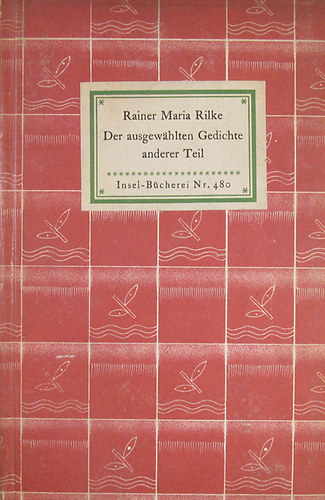 Rainer Maria Rilke
Der ausgewählten Gedichte
anderer Teil
Insel-Bücherei Nr. 480